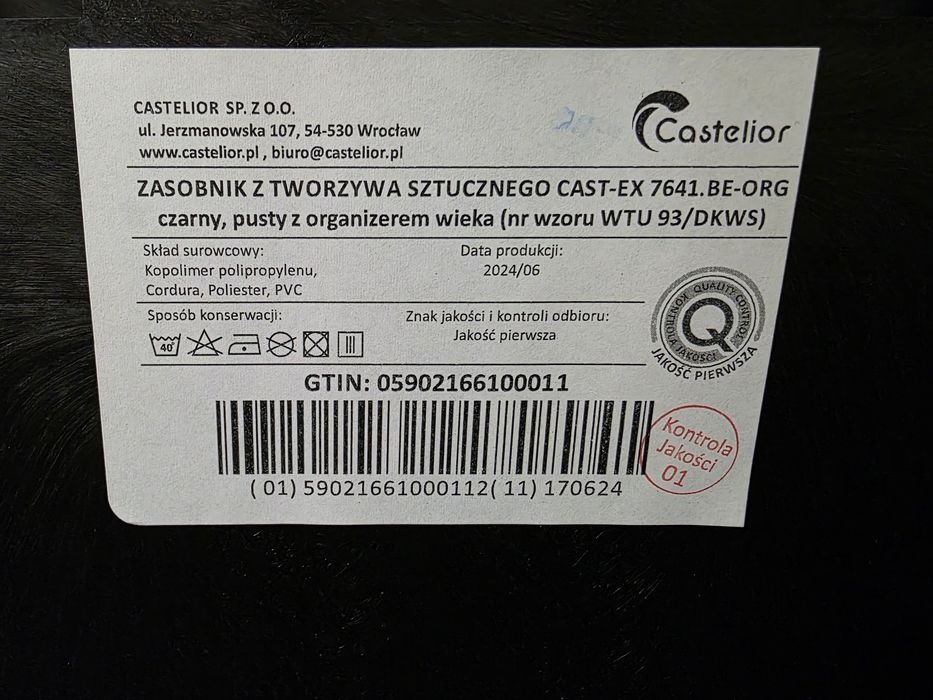 CASTELIOR SP. Z O.O.
ul. Jerzmanowska 107, 54-530 Wrocław
www.castelior.pl , biuro@castelior.pl
Castelior
ZASOBNIK Z TWORZYWA SZTUCZNEGO CAST-EX 7641.BE-ORG
czarny, pusty z organizerem wieka (nr wzoru WTU 93/DKWS)
Skład surowcowy:
Kopolimer polipropylenu,
Cordura, Poliester, PVC
Data produkcji:
2024/06
Sposób konserwacji:
40°
Znak jakości i kontroli odbioru:
Jakość pierwsza
QUALITY CONTROL
KONTROLA JAKOŚCI
Q
JAKOŚĆ PIERWSZA
GTIN: 05902166100011
( 01) 59021661000112( 11) 170624
Kontrola
Jakości
01